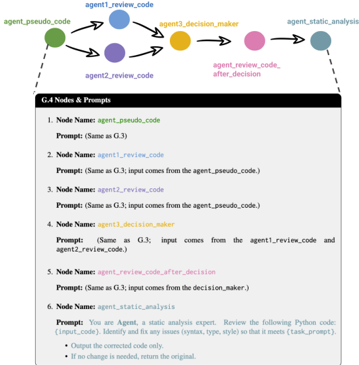 agent1_review_code
agent_pseudo_code
agent3_decision_maker
agent_static_analysis
agent2_review_code
agent_review_code_
after_decision
G.4 Nodes & Prompts
1. Node Name: agent_pseudo_code
Prompt: (Same as G.3)
2. Node Name: agent1_review_code
Prompt: (Same as G.3; input comes from the agent_pseudo_code.)
3. Node Name: agent2_review_code
Prompt: (Same as G.3; input comes from the agent_pseudo_code.)
4. Node Name: agent3_decision_maker
Prompt: (Same as G.3; input comes from the agent1_review_code and
agent2_review_code.)
5. Node Name: agent_review_code_after_decision
Prompt: (Same as G.3; input comes from the decision_maker.)
6. Node Name: agent_static_analysis
Prompt: You are Agent, a static analysis expert. Review the following Python code:
{input_code}. Identify and fix any issues (syntax, type, style) so that it meets {task_prompt}.
• Output the corrected code only.
• If no change is needed, return the original.